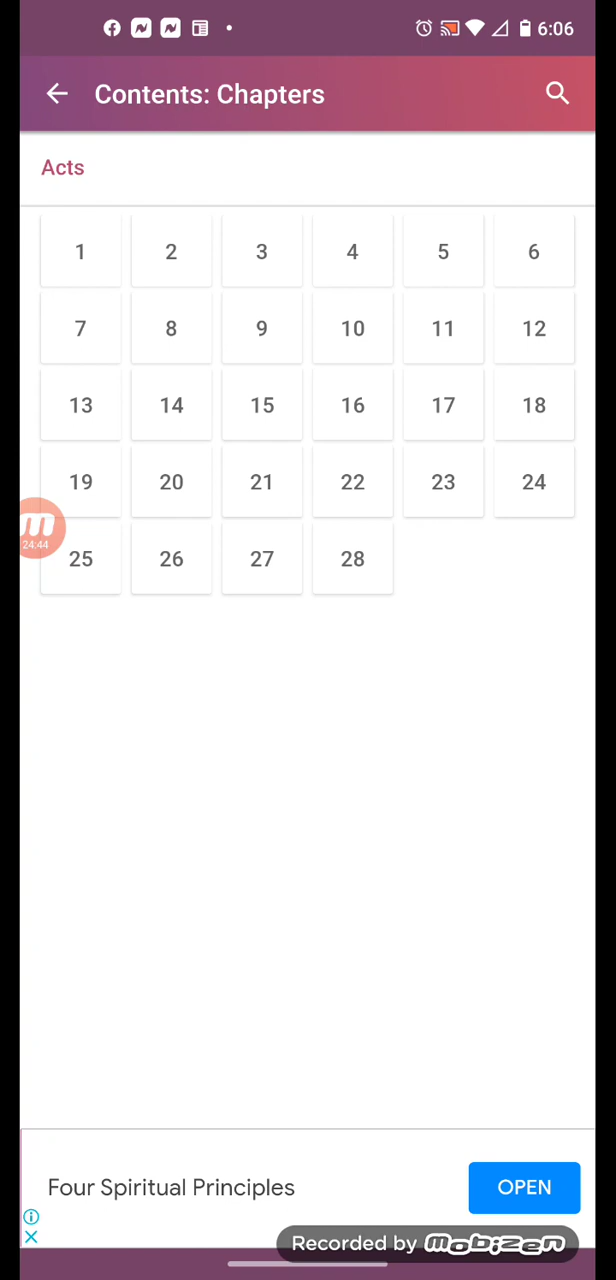 6:06
Contents: Chapters
Acts
1 2 3 4 5 6
7 8 9 10 11 12
13 14 15 16 17 18
19 20 21 22 23 24
m
24:44
25 26 27 28
Four Spiritual Principles
OPEN
Recorded by mobizen